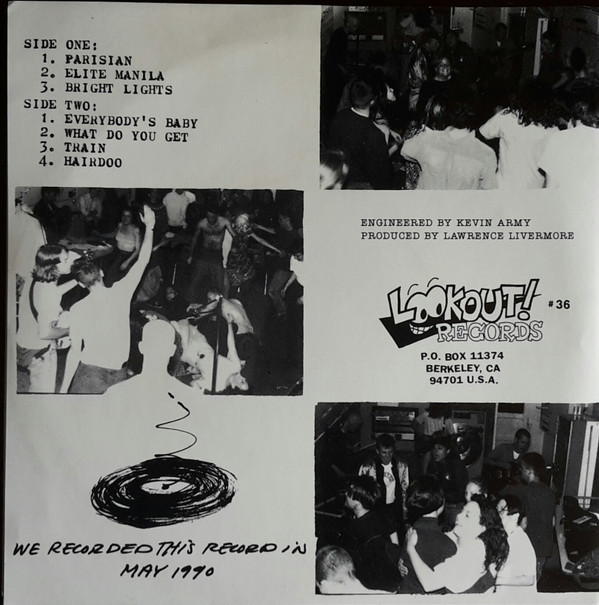 SIDE ONE:
1. PARISIAN
2. ELITE MANILA
3. BRIGHT LIGHTS
SIDE TWO:
1. EVERYBODY'S BABY
2. WHAT DO YOU GET
3. TRAIN
4. HAIRDOO
ENGINEERED BY KEVIN ARMY
PRODUCED BY LAWRENCE LIVERMORE
LOOKOUT! #36
RECORDS
P.O. BOX 11374
BERKELEY, CA
94701 U.S.A.
WE RECORDED THIS RECORD IN
MAY 1990